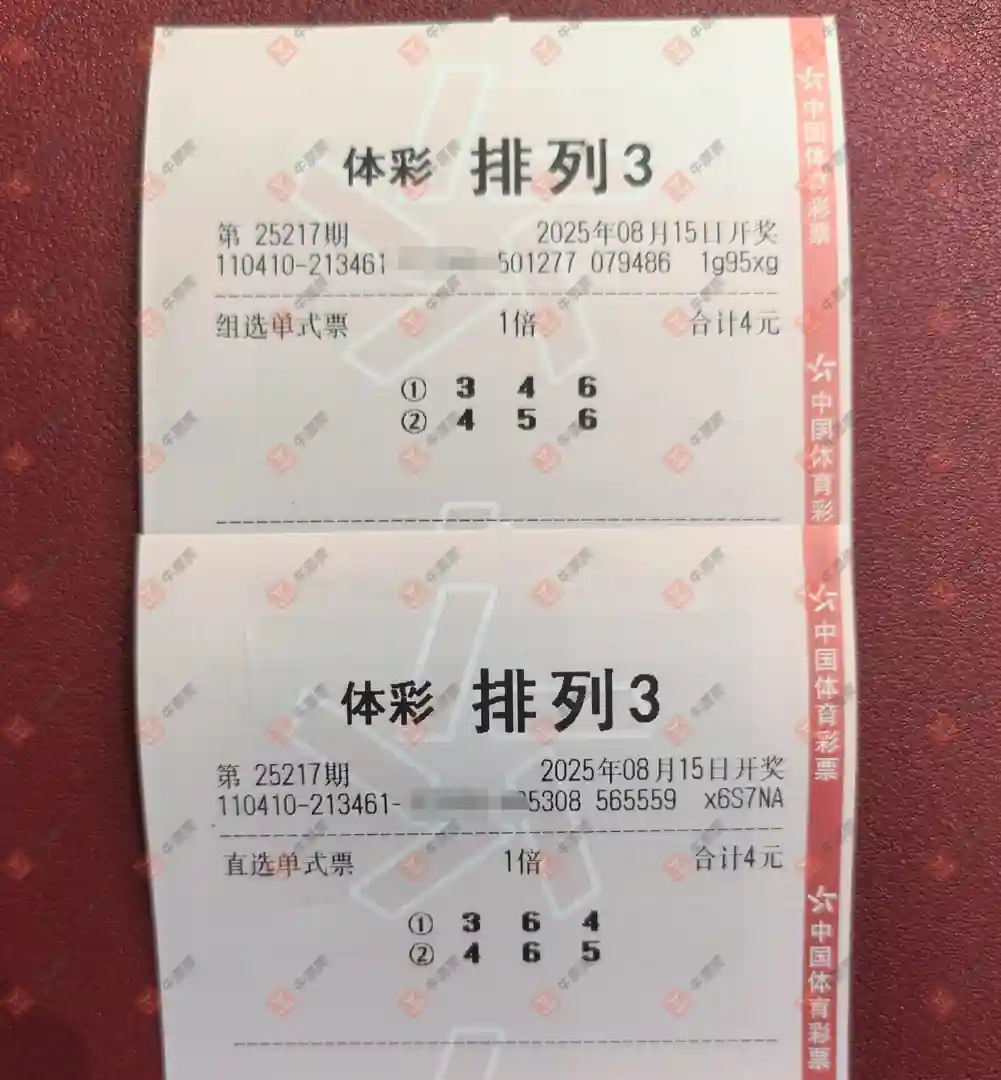 体彩 排列3
第 25217期 2025年08月15日开奖
110410-213461 501277 079486 1g95xg
组选单式票 1倍 合计4元
① 3 4 6
② 4 5 6
中国体育彩票
中国体育彩
体彩 排列3
第 25217期 2025年08月15日开奖
110410-213461- 5308 565559 x6S7NA
直选单式票 1倍 合计4元
① 3 6 4
② 4 6 5
中国体育彩票
中国体育彩票